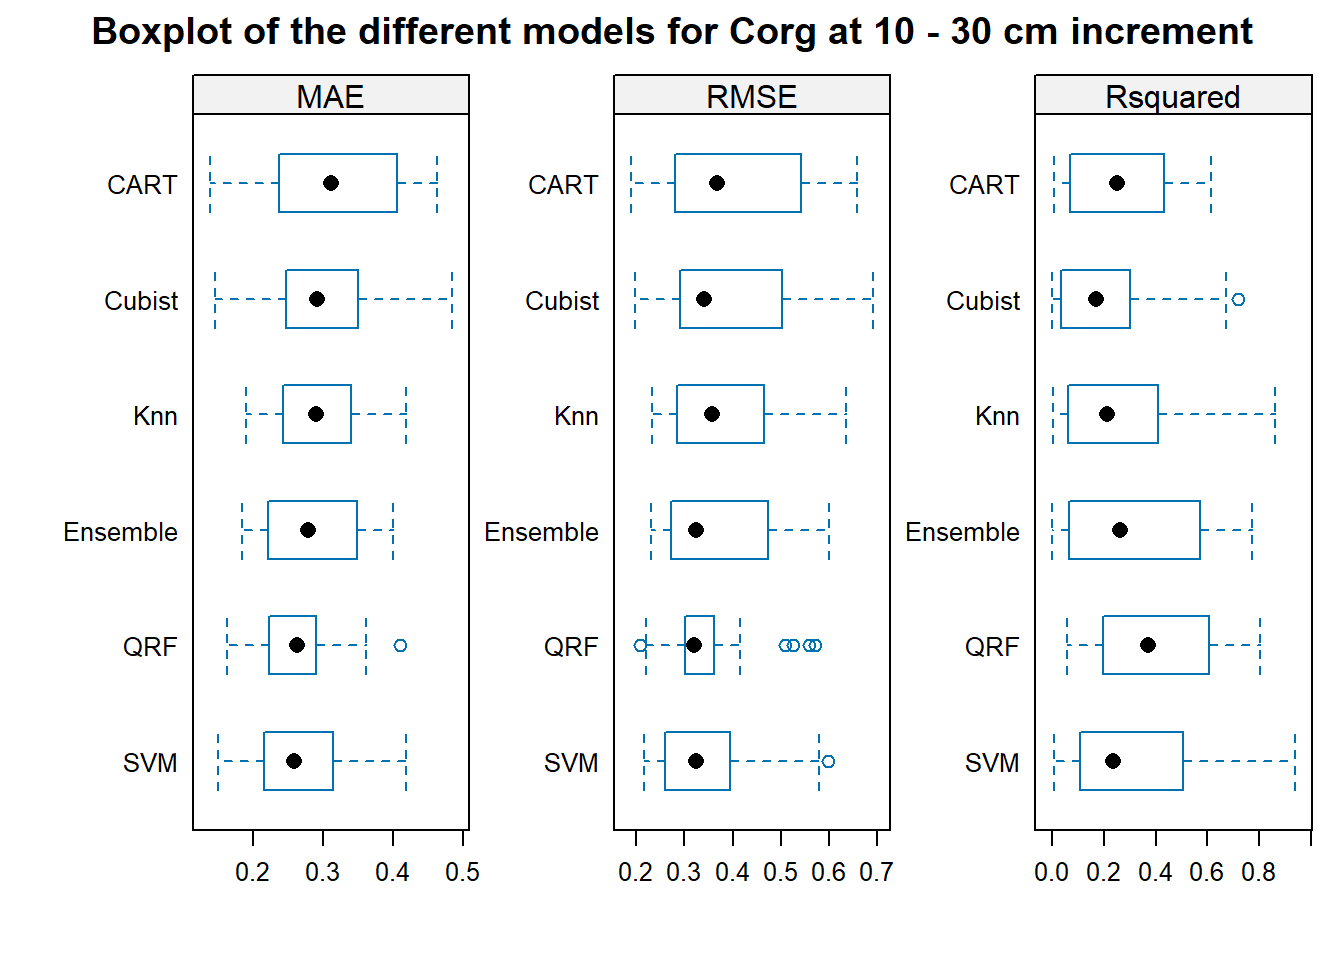 Boxplot of the different models for Corg at 10 - 30 cm increment
MAE
CART
Cubist
Knn
Ensemble
QRF
SVM
0.2 0.3 0.4 0.5
RMSE
CART
Cubist
Knn
Ensemble
QRF
SVM
0.2 0.3 0.4 0.5 0.6 0.7
Rsquared
CART
Cubist
Knn
Ensemble
QRF
SVM
0.0 0.2 0.4 0.6 0.8